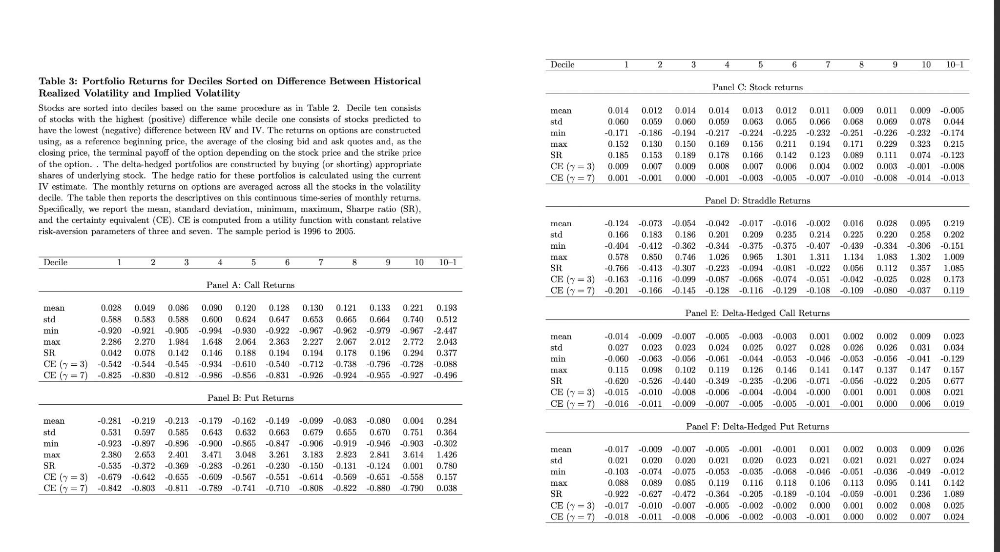 Table 3: Portfolio Returns for Deciles Sorted on Difference Between Historical
Realized Volatility and Implied Volatility
Stocks are sorted into deciles based on the same procedure as in Table 2. Decile ten consists
of stocks with the highest (positive) difference while decile one consists of stocks predicted to
have the lowest (negative) difference between RV and IV. The returns on options are constructed
using, as a reference beginning price, the average of the closing bid and ask quotes and, as the
closing price, the terminal payoff of the option depending on the stock price and the strike price
of the option. . The delta-hedged portfolios are constructed by buying (or shorting) appropriate
shares of underlying stock. The hedge ratio for these portfolios is calculated using the current
IV estimate. The monthly returns on options are averaged across all the stocks in the volatility
decile. The table then reports the descriptives on this continuous time-series of monthly returns.
Specifically, we report the mean, standard deviation, minimum, maximum, Sharpe ratio (SR),
and the certainty equivalent (CE). CE is computed from a utility function with constant relative
risk-aversion parameters of three and seven. The sample period is 1996 to 2005.
Decile 1 2 3 4 5 6 7 8 9 10 10–1
Panel A: Call Returns
mean 0.028 0.049 0.086 0.090 0.120 0.128 0.130 0.121 0.133 0.221 0.193
std 0.588 0.583 0.588 0.600 0.624 0.647 0.653 0.665 0.664 0.740 0.512
min -0.920 -0.921 -0.905 -0.994 -0.930 -0.922 -0.967 -0.962 -0.979 -0.967 -2.447
max 2.286 2.270 1.984 1.648 2.064 2.363 2.227 2.067 2.012 2.772 2.043
SR 0.042 0.078 0.142 0.146 0.188 0.194 0.194 0.178 0.196 0.294 0.377
CE (γ = 3) -0.542 -0.544 -0.545 -0.934 -0.610 -0.540 -0.712 -0.738 -0.796 -0.728 -0.088
CE (γ = 7) -0.825 -0.830 -0.812 -0.986 -0.856 -0.831 -0.926 -0.924 -0.955 -0.927 -0.496
Panel B: Put Returns
mean -0.281 -0.219 -0.213 -0.179 -0.162 -0.149 -0.099 -0.083 -0.080 0.004 0.284
std 0.531 0.597 0.585 0.643 0.632 0.663 0.679 0.655 0.670 0.751 0.364
min -0.923 -0.897 -0.896 -0.900 -0.865 -0.847 -0.906 -0.919 -0.946 -0.903 -0.302
max 2.380 2.653 2.401 3.471 3.048 3.261 3.183 2.823 2.841 3.614 1.426
SR -0.535 -0.372 -0.369 -0.283 -0.261 -0.230 -0.150 -0.131 -0.124 0.001 0.780
CE (γ = 3) -0.679 -0.642 -0.655 -0.609 -0.567 -0.551 -0.614 -0.569 -0.651 -0.558 0.157
CE (γ = 7) -0.842 -0.803 -0.811 -0.789 -0.741 -0.710 -0.808 -0.822 -0.880 -0.790 0.038
Decile 1 2 3 4 5 6 7 8 9 10 10–1
Panel C: Stock returns
mean 0.014 0.012 0.014 0.014 0.013 0.012 0.011 0.009 0.011 0.009 -0.005
std 0.060 0.059 0.060 0.059 0.063 0.065 0.066 0.068 0.069 0.078 0.044
min -0.171 -0.186 -0.194 -0.217 -0.224 -0.225 -0.232 -0.251 -0.226 -0.232 -0.174
max 0.152 0.130 0.150 0.169 0.156 0.211 0.194 0.171 0.229 0.323 0.215
SR 0.185 0.153 0.189 0.178 0.166 0.142 0.123 0.089 0.111 0.074 -0.123
CE (γ = 3) 0.009 0.007 0.009 0.008 0.007 0.006 0.004 0.002 0.003 -0.001 -0.008
CE (γ = 7) 0.001 -0.001 0.000 -0.001 -0.003 -0.005 -0.007 -0.010 -0.008 -0.014 -0.013
Panel D: Straddle Returns
mean -0.124 -0.073 -0.054 -0.042 -0.017 -0.016 -0.002 0.016 0.028 0.095 0.219
std 0.166 0.183 0.186 0.201 0.209 0.235 0.214 0.225 0.220 0.258 0.202
min -0.404 -0.412 -0.362 -0.344 -0.375 -0.375 -0.407 -0.439 -0.334 -0.306 -0.151
max 0.578 0.850 0.746 1.026 0.965 1.301 1.311 1.134 1.083 1.302 1.009
SR -0.766 -0.413 -0.307 -0.223 -0.094 -0.081 -0.022 0.056 0.112 0.357 1.085
CE (γ = 3) -0.163 -0.116 -0.099 -0.087 -0.068 -0.074 -0.051 -0.042 -0.025 0.028 0.173
CE (γ = 7) -0.201 -0.166 -0.145 -0.128 -0.116 -0.129 -0.108 -0.109 -0.080 -0.037 0.119
Panel E: Delta-Hedged Call Returns
mean -0.014 -0.009 -0.007 -0.005 -0.003 -0.003 0.001 0.002 0.002 0.009 0.023
std 0.027 0.023 0.023 0.024 0.025 0.027 0.028 0.026 0.026 0.031 0.034
min -0.060 -0.063 -0.056 -0.061 -0.044 -0.053 -0.046 -0.053 -0.056 -0.041 -0.129
max 0.115 0.098 0.102 0.119 0.126 0.146 0.141 0.147 0.137 0.147 0.157
SR -0.620 -0.526 -0.440 -0.349 -0.235 -0.206 -0.071 -0.056 -0.022 0.205 0.677
CE (γ = 3) -0.015 -0.010 -0.008 -0.006 -0.004 -0.004 -0.000 0.001 0.001 0.008 0.021
CE (γ = 7) -0.016 -0.011 -0.009 -0.007 -0.005 -0.005 -0.001 -0.001 0.000 0.006 0.019
Panel F: Delta-Hedged Put Returns
mean -0.017 -0.009 -0.007 -0.005 -0.001 -0.001 0.001 0.002 0.003 0.009 0.026
std 0.021 0.020 0.020 0.021 0.020 0.023 0.021 0.021 0.021 0.027 0.024
min -0.103 -0.074 -0.075 -0.053 -0.035 -0.068 -0.046 -0.051 -0.036 -0.049 -0.012
max 0.088 0.089 0.085 0.119 0.116 0.118 0.106 0.113 0.095 0.141 0.142
SR -0.922 -0.627 -0.472 -0.364 -0.205 -0.189 -0.104 -0.059 -0.001 0.236 1.089
CE (γ = 3) -0.017 -0.010 -0.007 -0.005 -0.002 -0.002 0.000 0.001 0.002 0.008 0.025
CE (γ = 7) -0.018 -0.011 -0.008 -0.006 -0.002 -0.003 -0.001 0.000 0.002 0.007 0.024